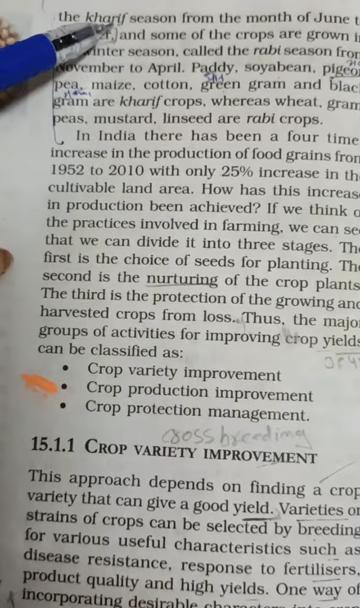 the kharif season from the month of June
and some of the crops are grown i
inter season, called the rabi season fro
ovember to April. Paddy, soyabean, pigeo
pea, maize, cotton, green gram and blac
gram are kharif crops, whereas wheat, gram
peas, mustard, linseed are rabi crops.
In India there has been a four time
increase in the production of food grains from
1952 to 2010 with only 25% increase in th
cultivable land area. How has this increas
in production been achieved? If we think o
the practices involved in farming, we can se
that we can divide it into three stages. The
first is the choice of seeds for planting. The
second is the nurturing of the crop plants
The third is the protection of the growing and
harvested crops from loss. Thus, the major
groups of activities for improving crop yields
can be classified as:
• Crop variety improvement
• Crop production improvement
• Crop protection management.
crossbreeding
15.1.1 CROP VARIETY IMPROVEMENT
This approach depends on finding a crop
variety that can give a good yield. Varieties or
strains of crops can be selected by breeding
for various useful characteristics such as
disease resistance, response to fertilisers,
product quality and high yields. One way of
incorporating desirable